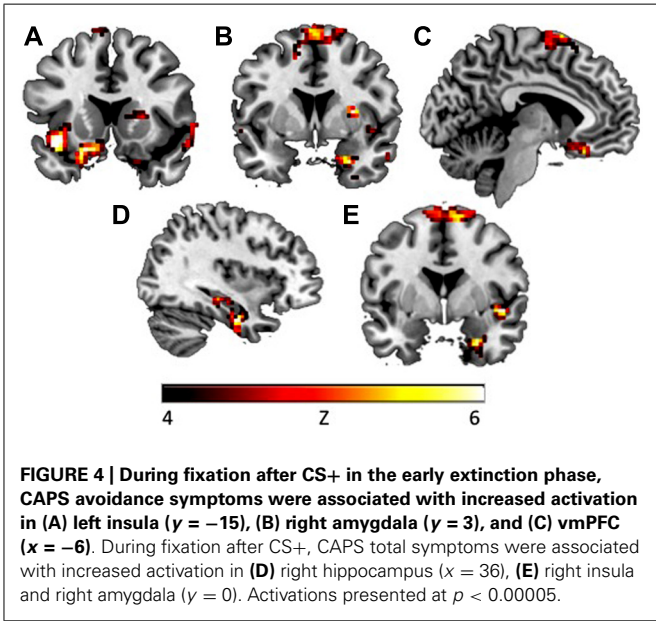 A B C
D E
4 Z 6
FIGURE 4 | During fixation after CS+ in the early extinction phase,
CAPS avoidance symptoms were associated with increased activation
in (A) left insula (y = −15), (B) right amygdala (y = 3), and (C) vmPFC
(x = −6). During fixation after CS+, CAPS total symptoms were associated
with increased activation in (D) right hippocampus (x = 36), (E) right insula
and right amygdala (y = 0). Activations presented at p < 0.00005.